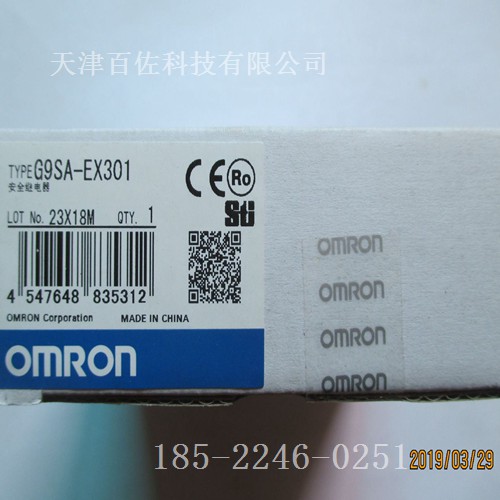 天津百佐科技有限公司
TYPE G9SA-EX301
安全继电器
CE Ro
LOT No. 23X18M QTY. 1
Sti
4 547648 835312
OMRON Corporation MADE IN CHINA
OMRON
OMRON
OMRON
OMRON
OMRON
185-2246-0251
2019/03/29